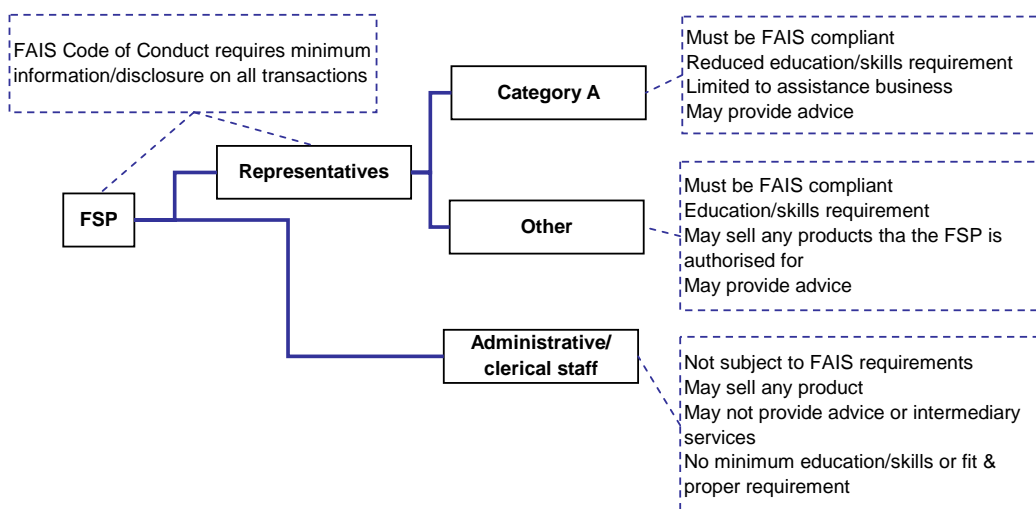 FAIS Code of Conduct requires minimum
information/disclosure on all transactions
Category A
Must be FAIS compliant
Reduced education/skills requirement
Limited to assistance business
May provide advice
Representatives
FSP
Other
Must be FAIS compliant
Education/skills requirement
May sell any products tha the FSP is
authorised for
May provide advice
Administrative/
clerical staff
Not subject to FAIS requirements
May sell any product
May not provide advice or intermediary
services
No minimum education/skills or fit &
proper requirement